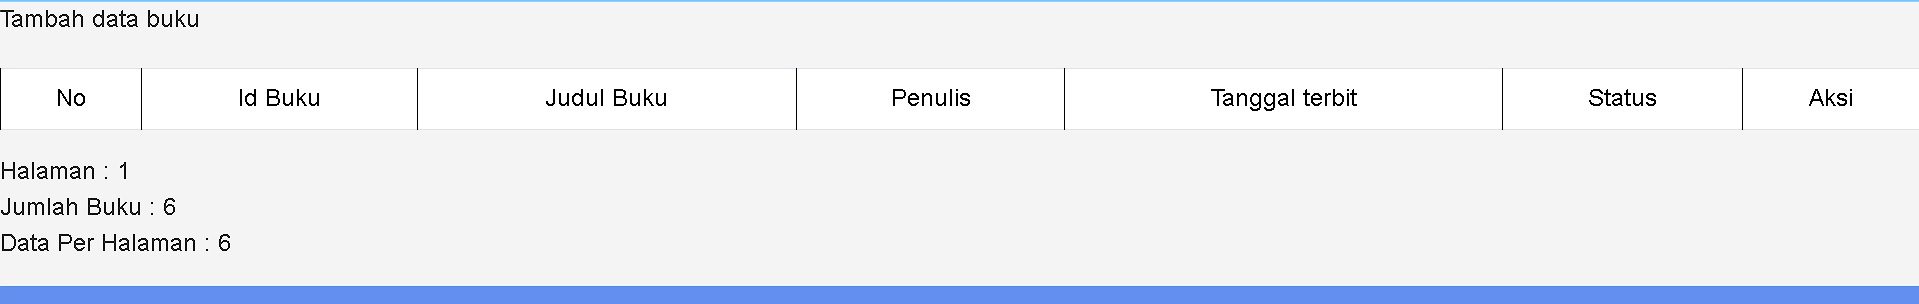 Tambah data buku
No Id Buku Judul Buku Penulis Tanggal terbit Status Aksi
Halaman : 1
Jumlah Buku : 6
Data Per Halaman : 6